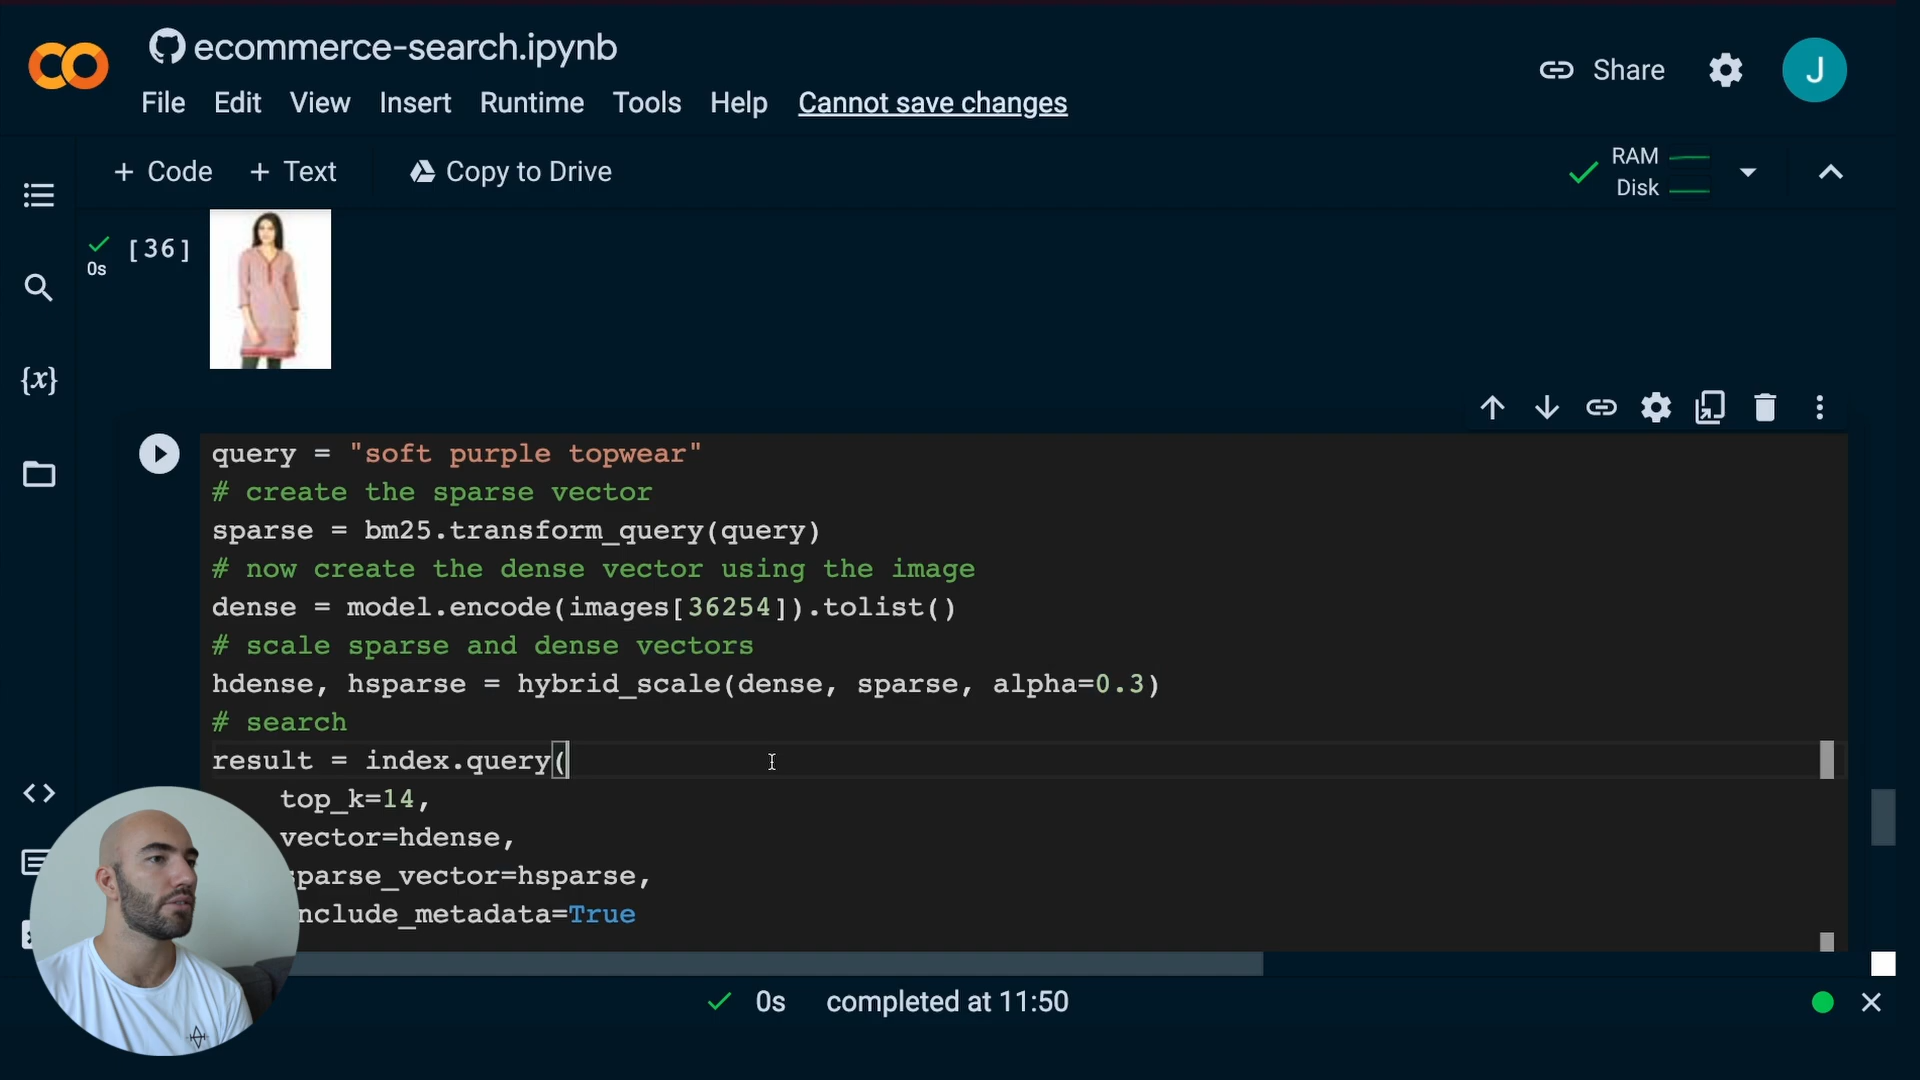 ecommerce-search.ipynb
File Edit View Insert Runtime Tools Help Cannot save changes
Share
J
+ Code + Text Copy to Drive
RAM
Disk
[36]
0s
{x}
query = "soft purple topwear"
# create the sparse vector
sparse = bm25.transform_query(query)
# now create the dense vector using the image
dense = model.encode(images[36254]).tolist()
# scale sparse and dense vectors
hdense, hsparse = hybrid_scale(dense, sparse, alpha=0.3)
# search
result = index.query(
top_k=14,
vector=hdense,
parse_vector=hsparse,
nclude_metadata=True
0s completed at 11:50